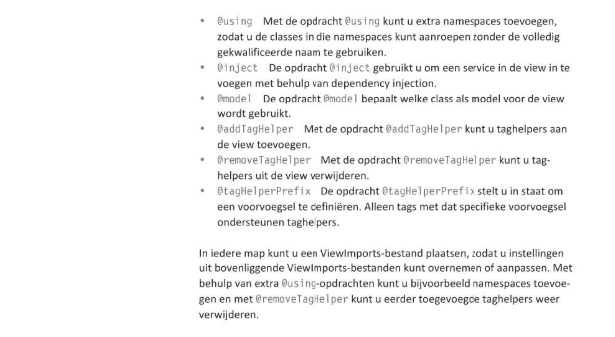 • @using Met de opdracht @using kunt u extra namespaces toevoegen,
zodat u de classes in die namespaces kunt aanroepen zonder de volledig
gekwalificeerde naam te gebruiken.
• @inject De opdracht @inject gebruikt u om een service in de view in te
voegen met behulp van dependency injection.
• @model De opdracht @model bepaalt welke class als model voor de view
wordt gebruikt.
• @addTagHelper Met de opdracht @addTagHelper kunt u taghelpers aan
de view toevoegen.
• @removeTagHelper Met de opdracht @removeTagHelper kunt u tag-
helpers uit de view verwijderen.
• @tagHelperPrefix De opdracht @tagHelperPrefix stelt u in staat om
een voorvoegsel te definiëren. Alleen tags met dat specifieke voorvoegsel
ondersteunen taghelpers.
In iedere map kunt u een ViewImports-bestand plaatsen, zodat u instellingen
uit bovenliggende ViewImports-bestanden kunt overnemen of aanpassen. Met
behulp van extra @using-opdrachten kunt u bijvoorbeeld namespaces toevoe-
gen en met @removeTagHelper kunt u eerder toegevoegde taghelpers weer
verwijderen.